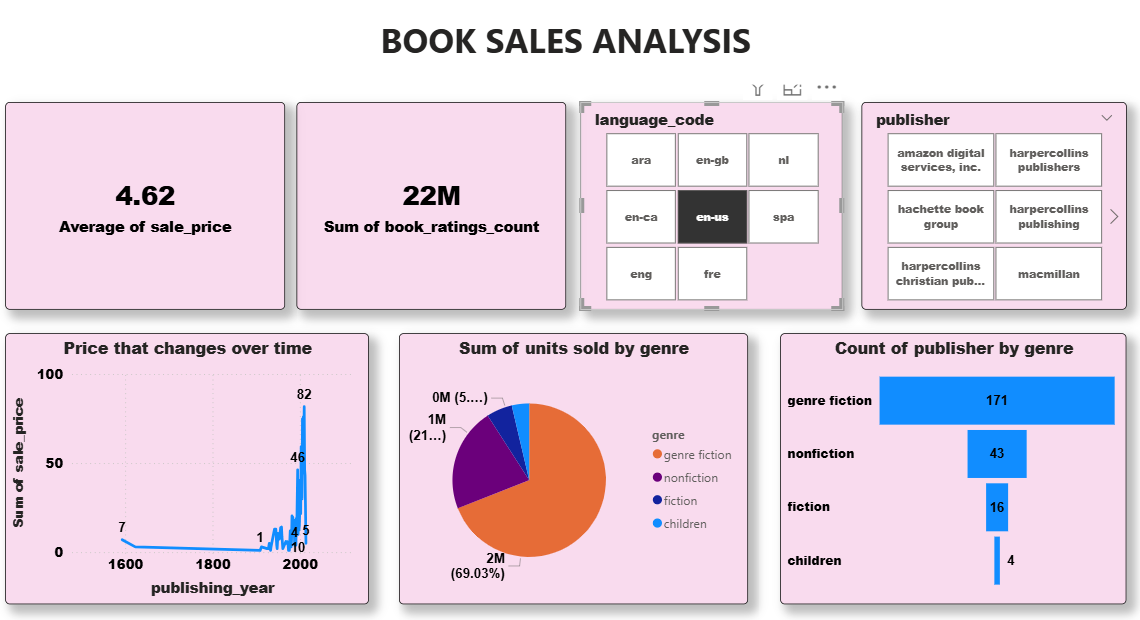 BOOK SALES ANALYSIS
4.62
Average of sale_price
22M
Sum of book_ratings_count
language_code
ara
en-gb
nl
en-ca
en-us
spa
eng
fre
publisher
amazon digital
services, inc.
harpercollins
publishers
hachette book
group
harpercollins
publishing
harpercollins
christian pub...
macmillan
Price that changes over time
Sum of sale_price
100
50
0
7
1
46
82
4
5
10
1600
1800
2000
publishing_year
Sum of units sold by genre
0M (5....)
1M
(21...)
2M
(69.03%)
genre
genre fiction
nonfiction
fiction
children
Count of publisher by genre
genre fiction
171
nonfiction
43
fiction
16
children
4